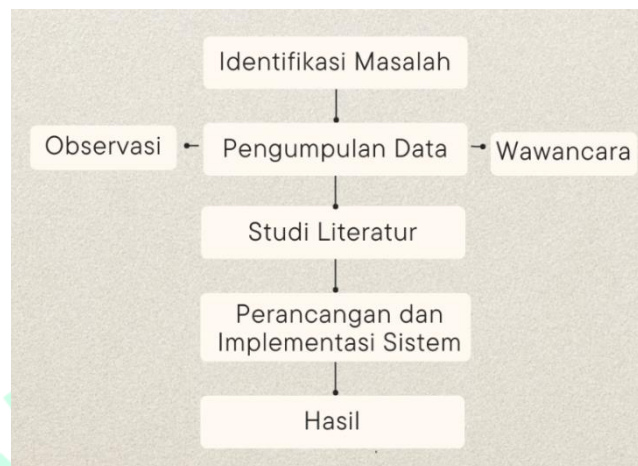 Identifikasi Masalah
Observasi
Pengumpulan Data
Wawancara
Studi Literatur
Perancangan dan
Implementasi Sistem
Hasil